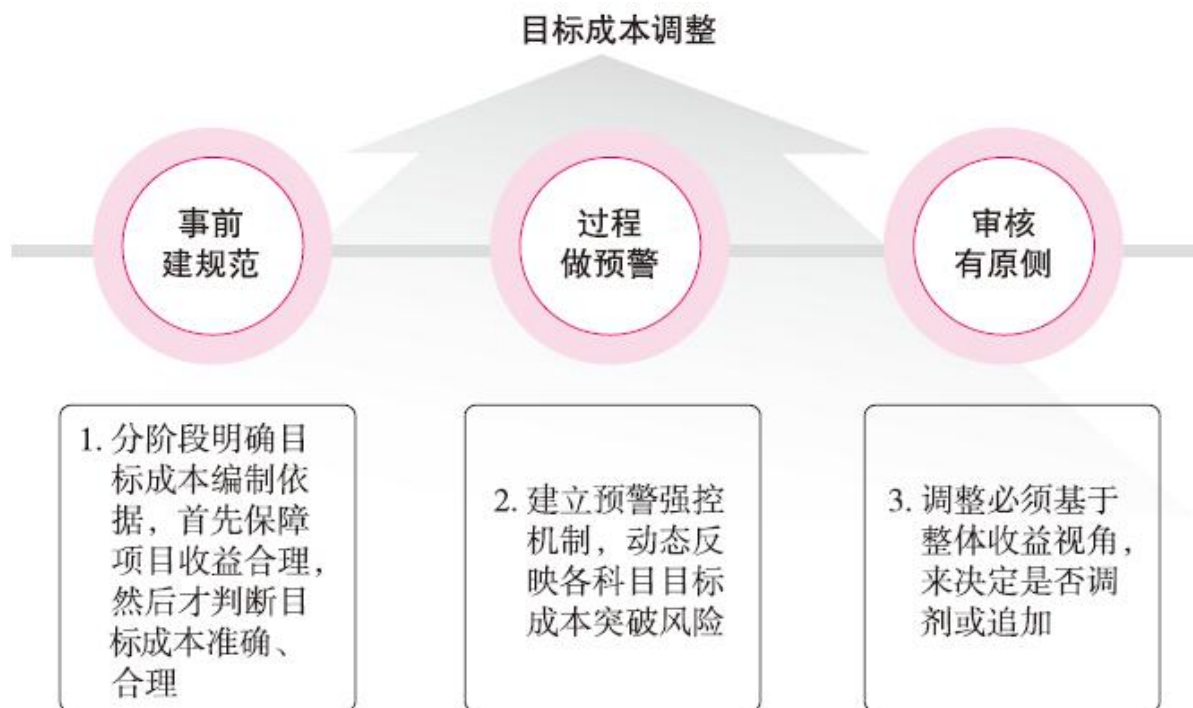 目标成本调整
事前
建规范
过程
做预警
审核
有原侧
1. 分阶段明确目
标成本编制依
据，首先保障
项目收益合理，
然后才判断目
标成本准确、
合理
2. 建立预警强控
机制，动态反
映各科目目标
成本突破风险
3. 调整必须基于
整体收益视角，
来决定是否调
剂或追加